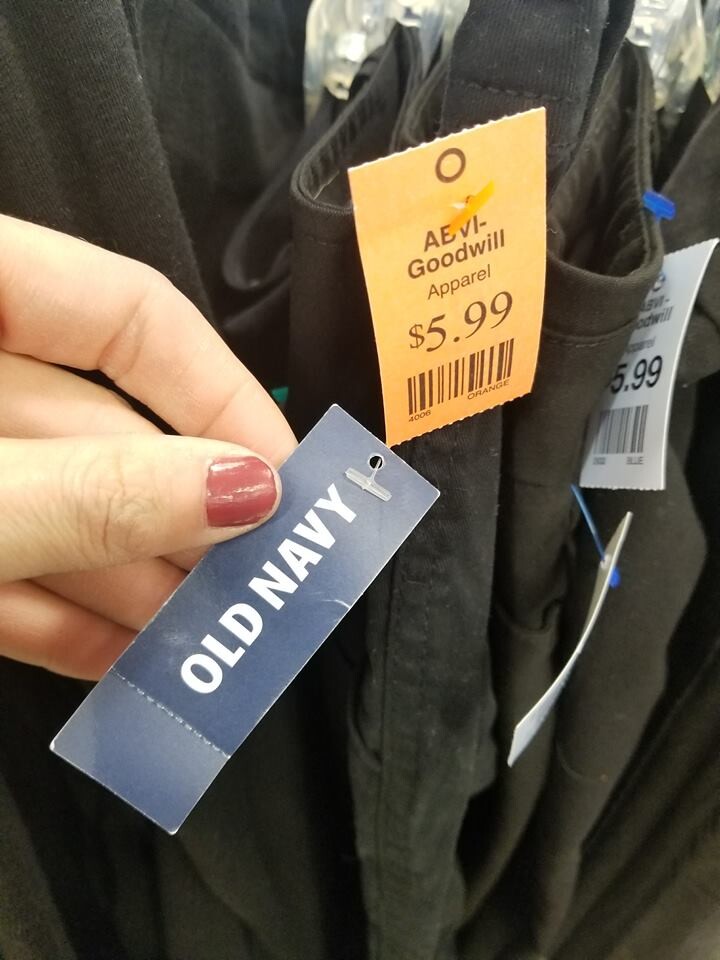 ABVI-
Goodwill
Apparel
$5.99
4006 ORANGE
OLD NAVY
5.99
BLUE